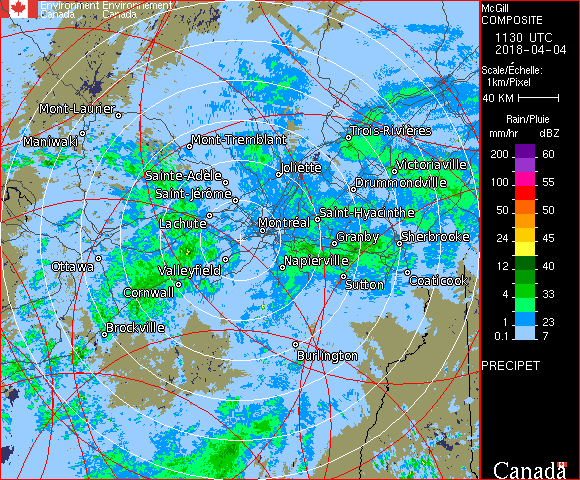 Environment Environnement
Canada Canada
McGill
COMPOSITE
1130 UTC
2018-04-04
Scale/Échelle:
1km/Pixel
40 KM
Rain/Pluie
mm/hr dBZ
200 60
100 55
50 50
24 45
12 40
4 33
1 23
0.1 7
PRECIPET
Canada
Mont-Laurier
Maniwaki
Mont-Tremblant
Trois-Rivières
Sainte-Adèle
Joliette
Victoriaville
Saint-Jérôme
Drummondville
Lachute
Montréal
Saint-Hyacinthe
Granby
Sherbrooke
Ottawa
Valleyfield
Napierville
Coaticook
Cornwall
Sutton
Brockville
Burlington